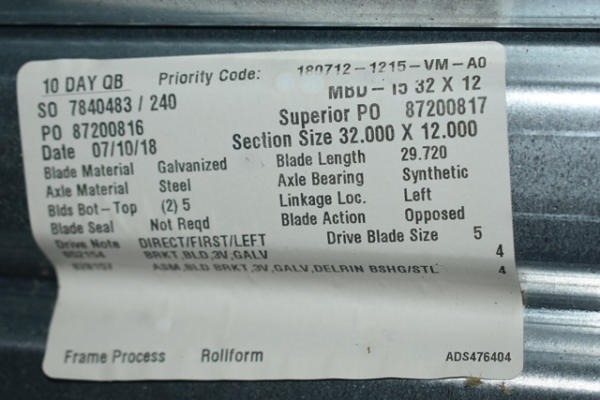 10 DAY QB Priority Code: 180712-1215-VM-A0
SO 7840483 / 240 MBD-15 32 X 12
PO 87200816 Superior PO 87200817
Date 07/10/18 Section Size 32.000 X 12.000
Blade Material Galvanized Blade Length 29.720
Axle Material Steel Axle Bearing Synthetic
Blds Bot-Top (2) 5 Linkage Loc. Left
Blade Seal Not Reqd Blade Action Opposed
Drive Note DIRECT/FIRST/LEFT Drive Blade Size 5
BRKT,BLD,3V,GALV 4
ASM,BLD BRKT,3V,GALV,DELRIN BSHG/STL 4
Frame Process Rollform ADS476404